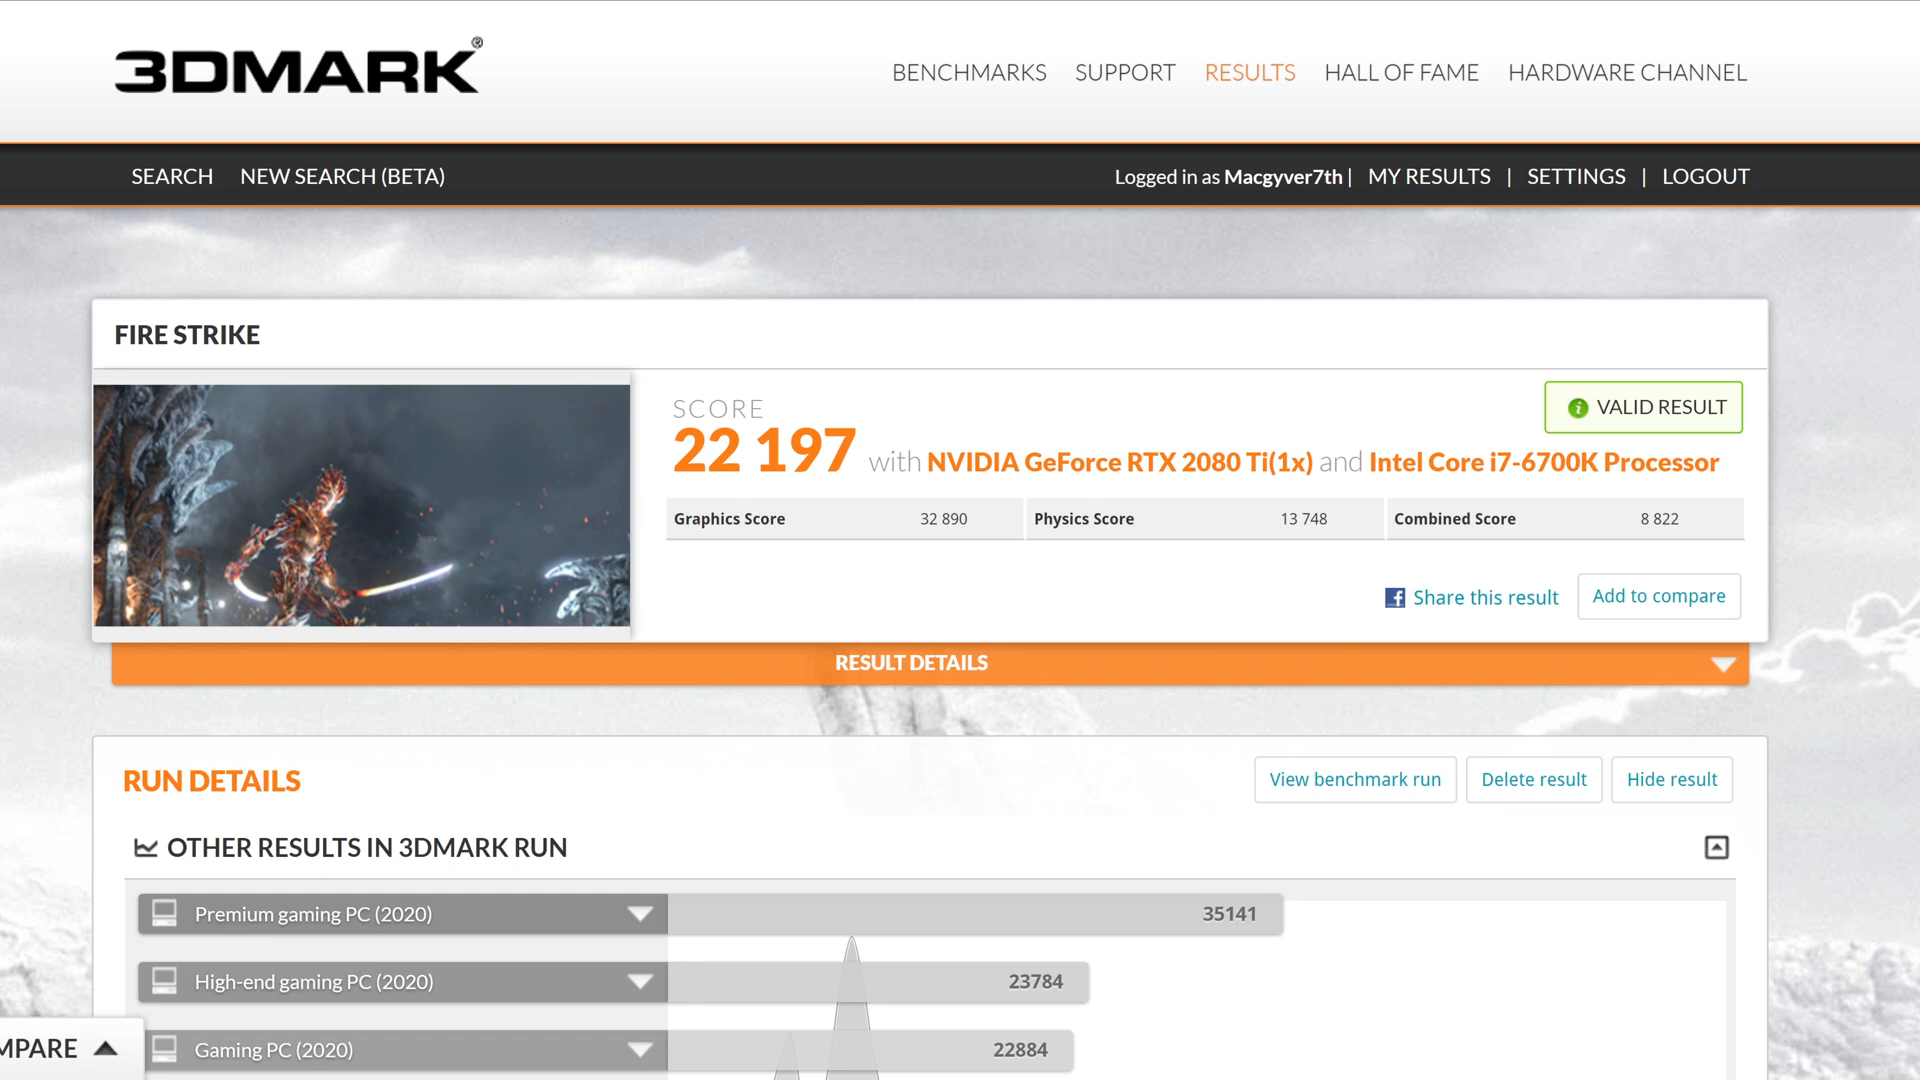 3DMARK®
BENCHMARKS SUPPORT RESULTS HALL OF FAME HARDWARE CHANNEL
SEARCH NEW SEARCH (BETA)
Logged in as Macgyver7th | MY RESULTS | SETTINGS | LOGOUT
FIRE STRIKE
VALID RESULT
SCORE
22 197 with NVIDIA GeForce RTX 2080 Ti(1x) and Intel Core i7-6700K Processor
Graphics Score 32 890 Physics Score 13 748 Combined Score 8 822
Share this result Add to compare
RESULT DETAILS
RUN DETAILS
View benchmark run Delete result Hide result
OTHER RESULTS IN 3DMARK RUN
Premium gaming PC (2020) 35141
High-end gaming PC (2020) 23784
Gaming PC (2020) 22884
MPARE